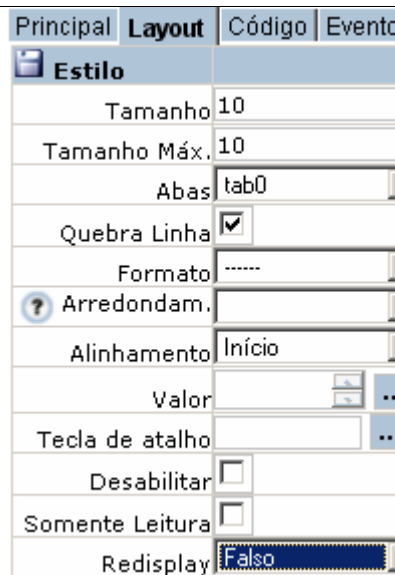 Principal Layout Código Evento
Estilo
Tamanho 10
Tamanho Máx. 10
Abas tab0
Quebra Linha
Formato ------
? Arredondam.
Alinhamento Início
Valor ..
Tecla de atalho ..
Desabilitar
Somente Leitura
Redisplay Falso